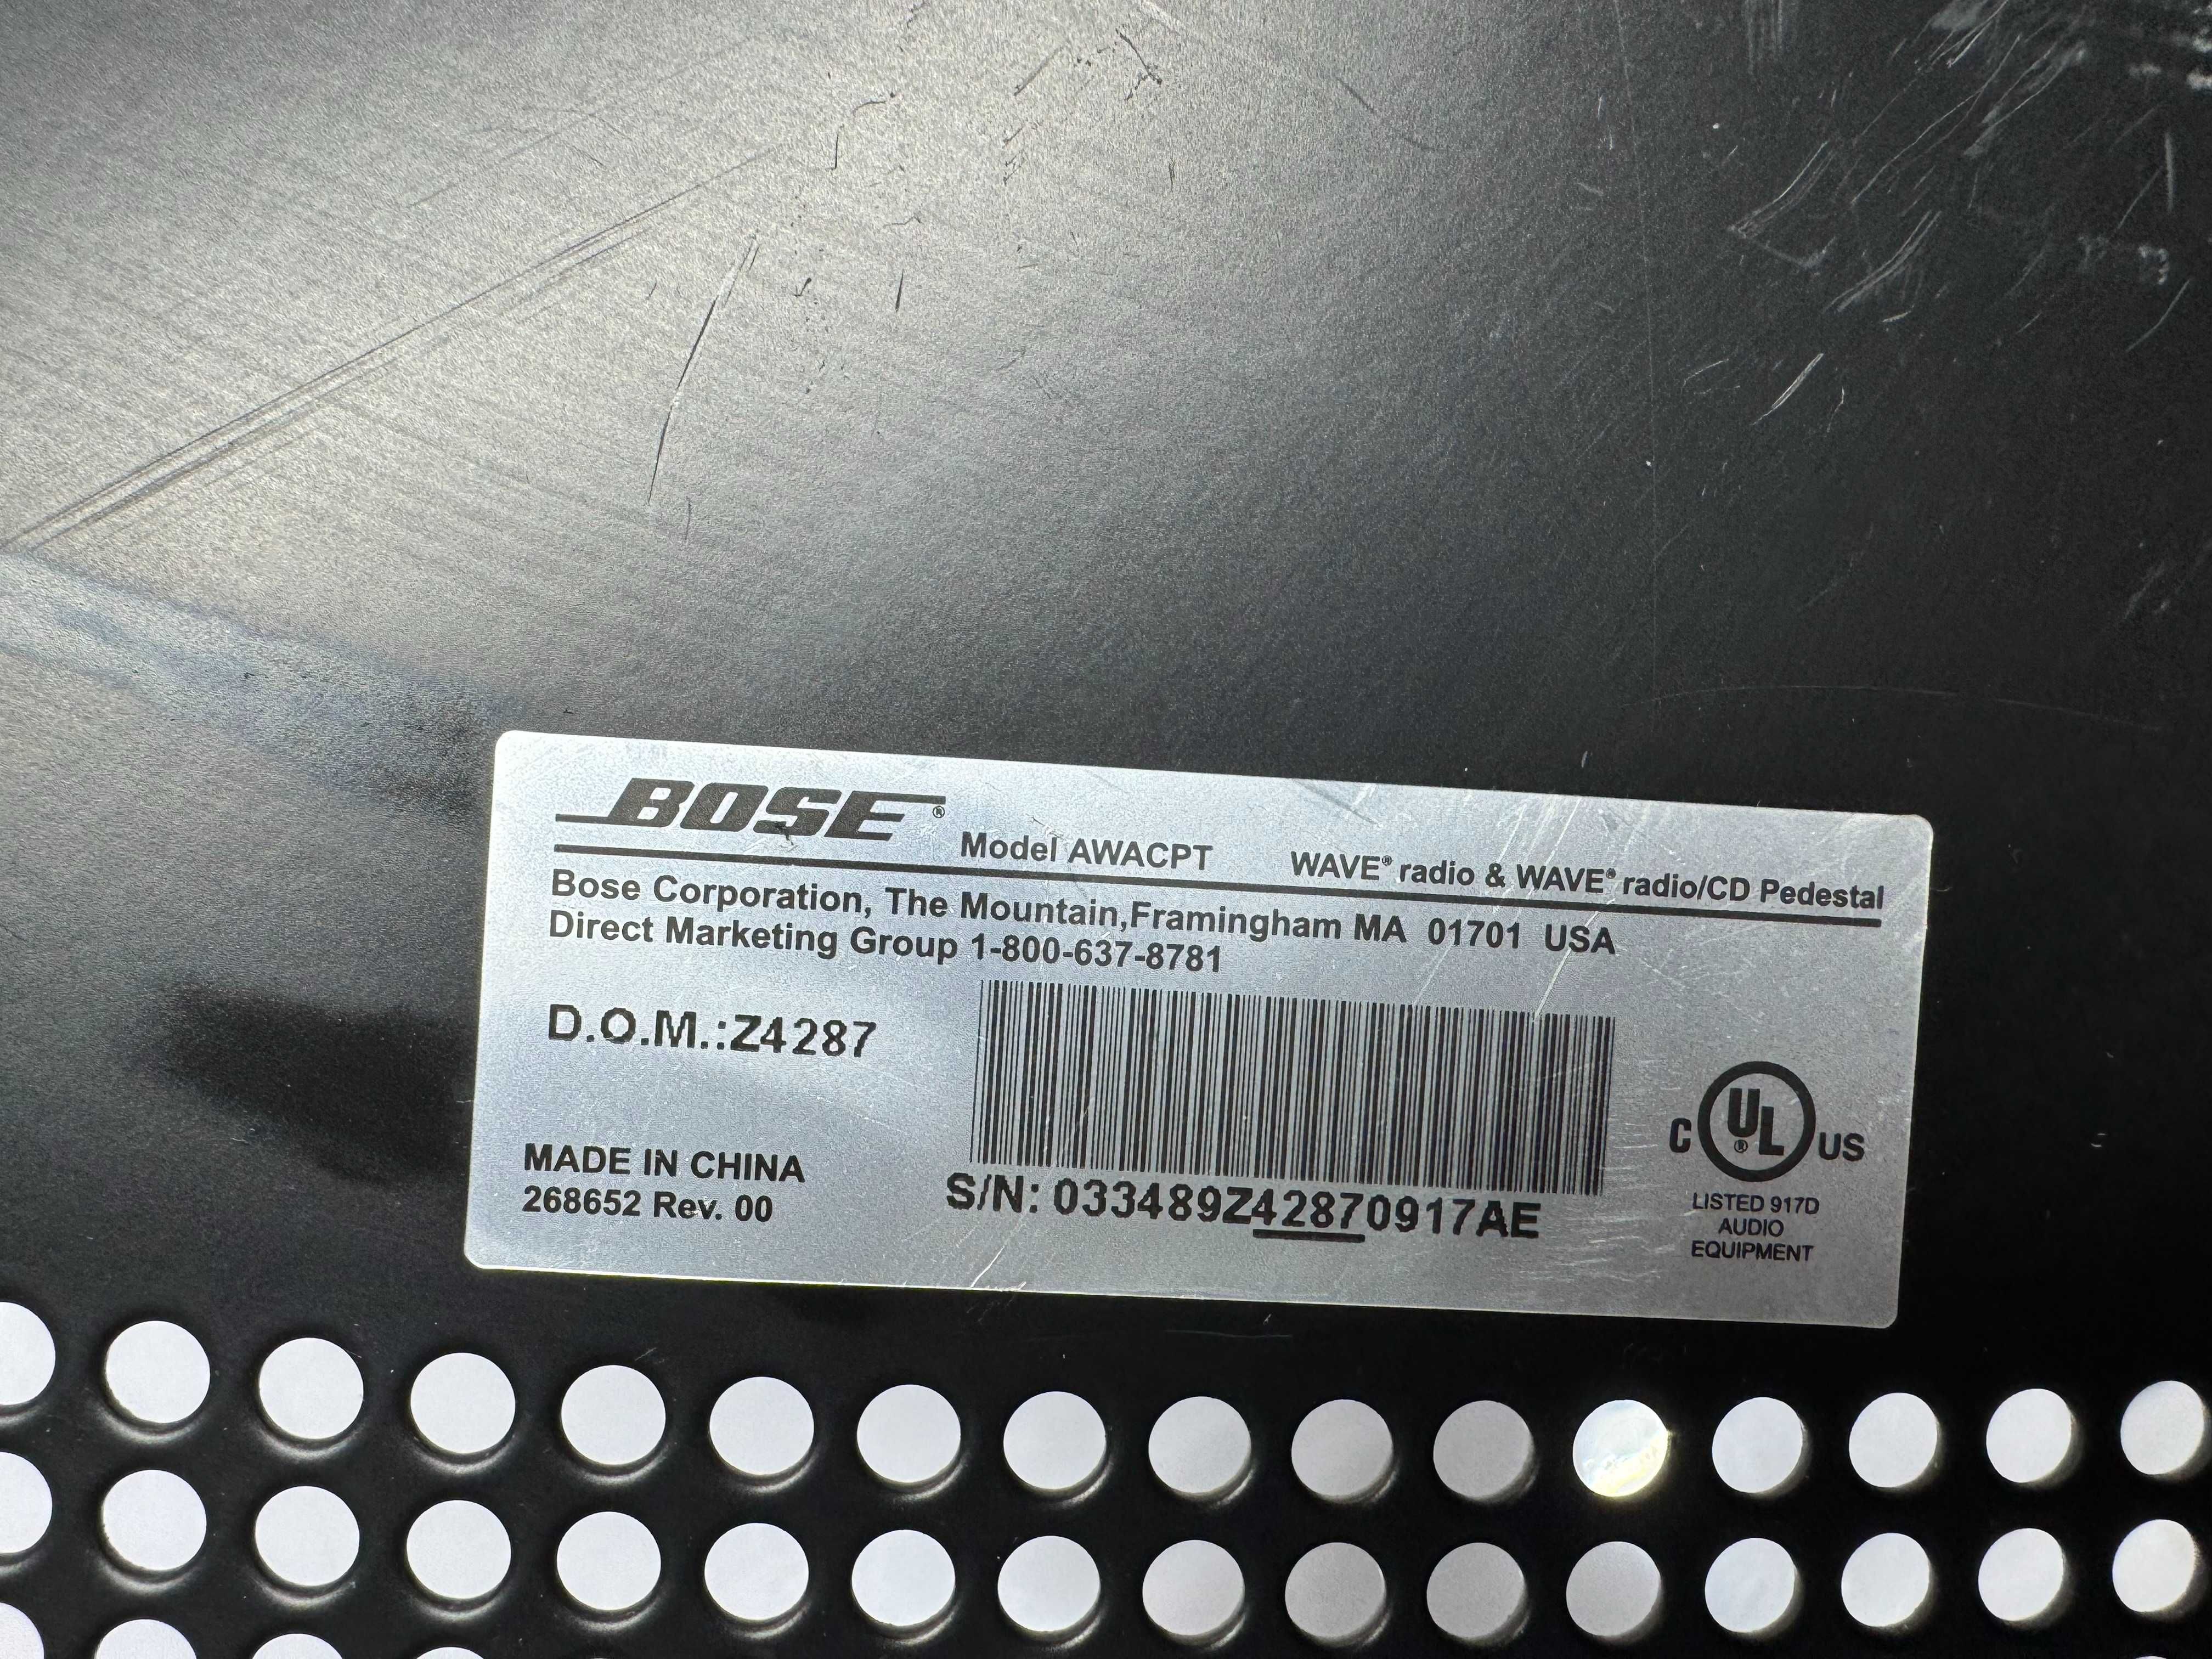 BOSE® Model AWACPT WAVE® radio & WAVE® radio/CD Pedestal
Bose Corporation, The Mountain,Framingham MA 01701 USA
Direct Marketing Group 1-800-637-8781
D.O.M.:Z4287
MADE IN CHINA
268652 Rev. 00
S/N: 033489Z42870917AE
C UL® US
LISTED 917D
AUDIO
EQUIPMENT